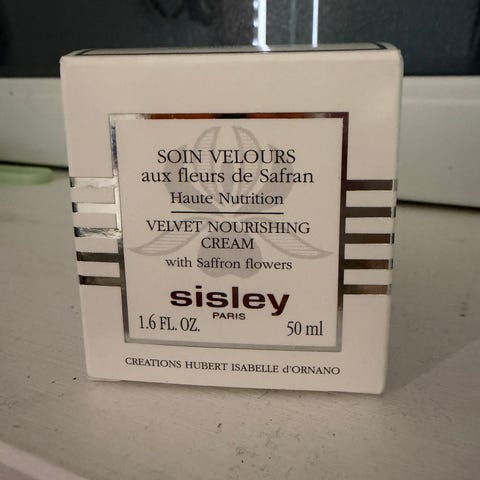 SOIN VELOURS
aux fleurs de Safran
Haute Nutrition
VELVET NOURISHING
CREAM
with Saffron flowers
sisley
PARIS
1.6 FL. OZ. 50 ml
CREATIONS HUBERT ISABELLE d'ORNANO